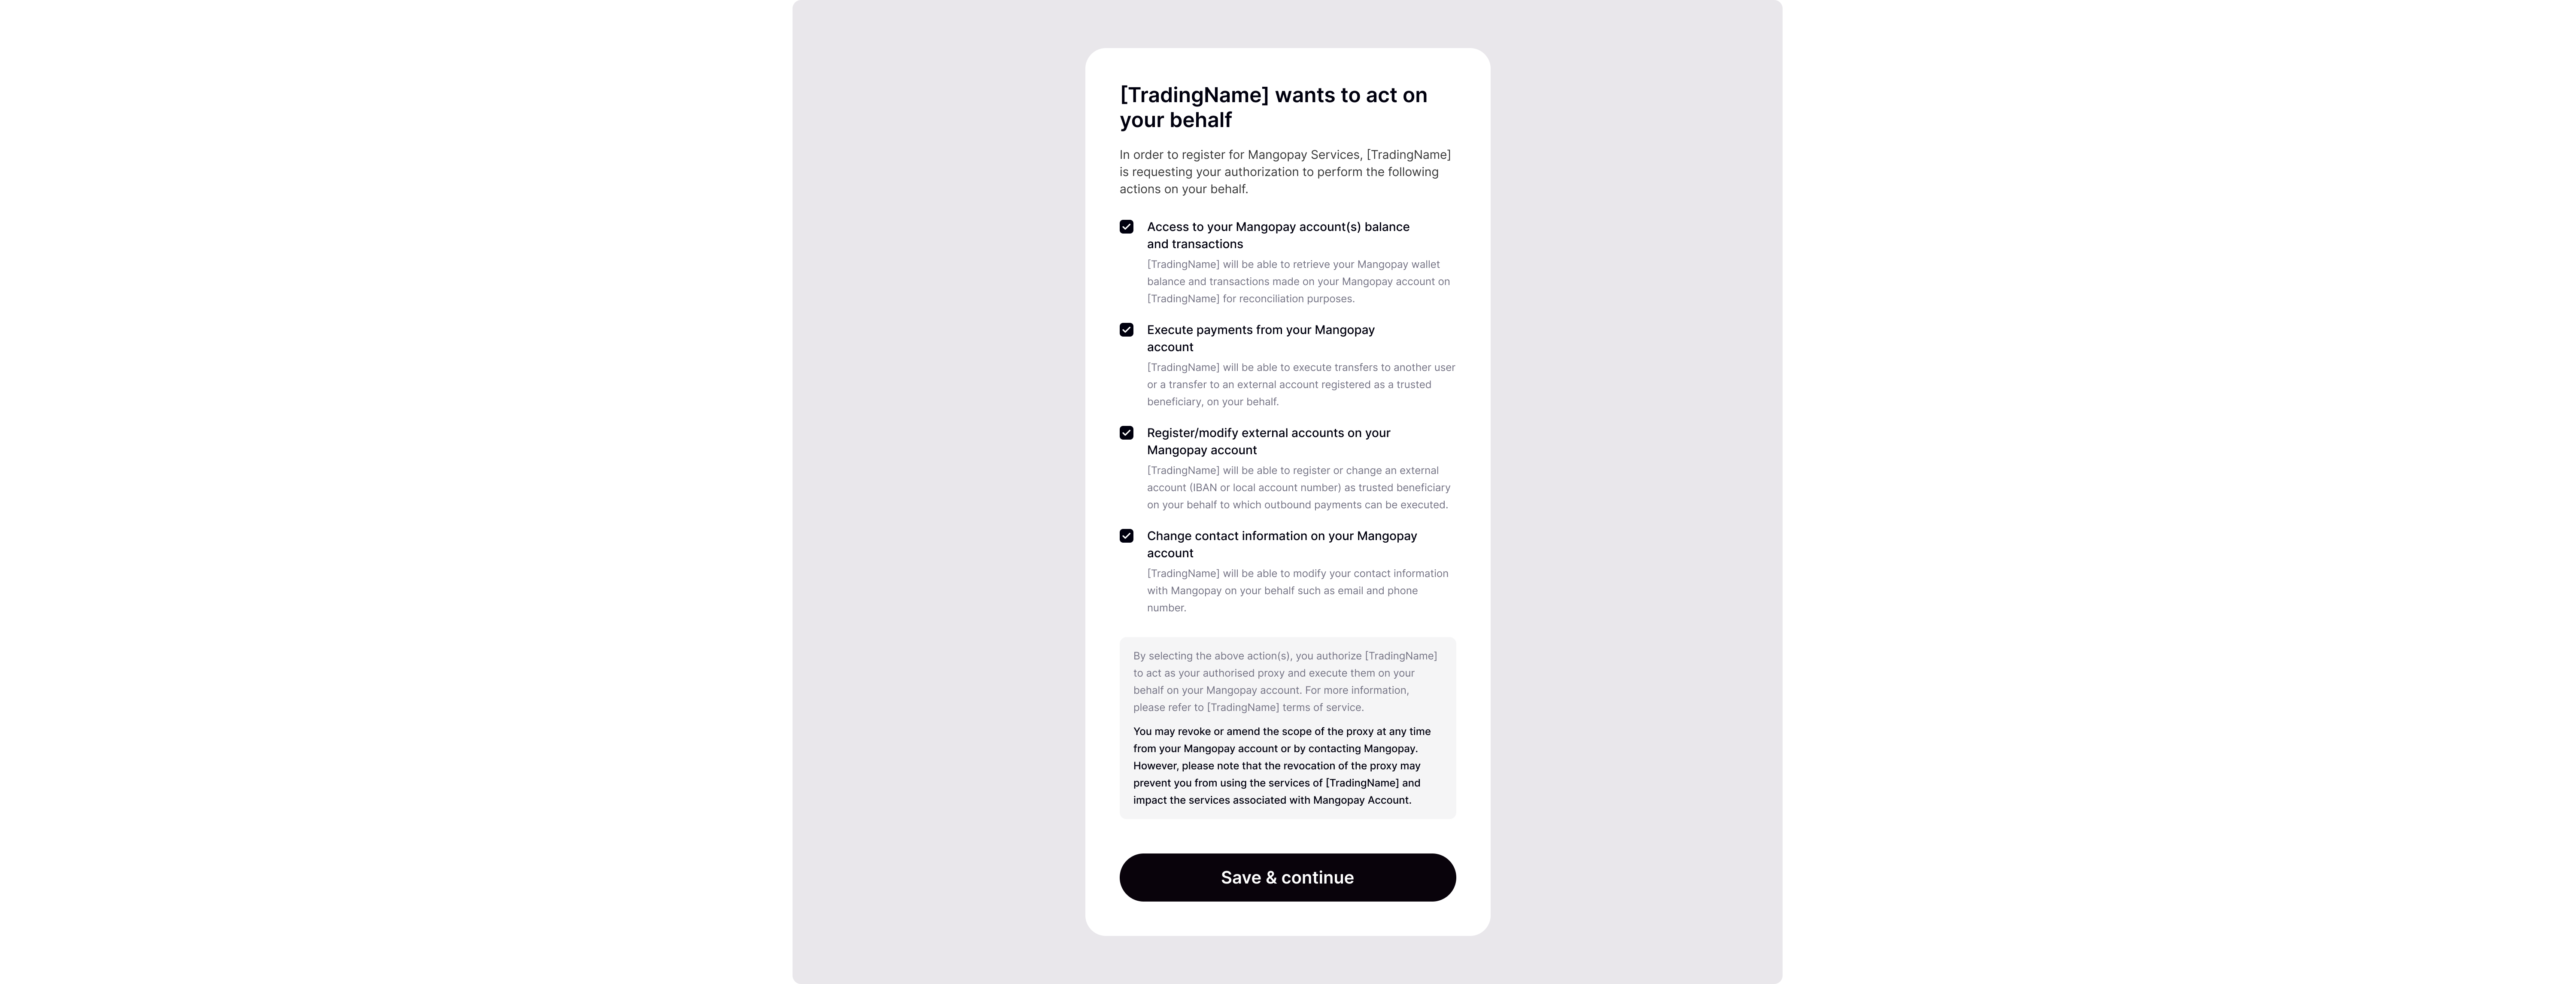 [TradingName] wants to act on
your behalf
In order to register for Mangopay Services, [TradingName]
is requesting your authorization to perform the following
actions on your behalf.
Access to your Mangopay account(s) balance
and transactions
[TradingName] will be able to retrieve your Mangopay wallet
balance and transactions made on your Mangopay account on
[TradingName] for reconciliation purposes.
Execute payments from your Mangopay
account
[TradingName] will be able to execute transfers to another user
or a transfer to an external account registered as a trusted
beneficiary, on your behalf.
Register/modify external accounts on your
Mangopay account
[TradingName] will be able to register or change an external
account (IBAN or local account number) as trusted beneficiary
on your behalf to which outbound payments can be executed.
Change contact information on your Mangopay
account
[TradingName] will be able to modify your contact information
with Mangopay on your behalf such as email and phone
number.
By selecting the above action(s), you authorize [TradingName]
to act as your authorised proxy and execute them on your
behalf on your Mangopay account. For more information,
please refer to [TradingName] terms of service.
You may revoke or amend the scope of the proxy at any time
from your Mangopay account or by contacting Mangopay.
However, please note that the revocation of the proxy may
prevent you from using the services of [TradingName] and
impact the services associated with Mangopay Account.
Save & continue